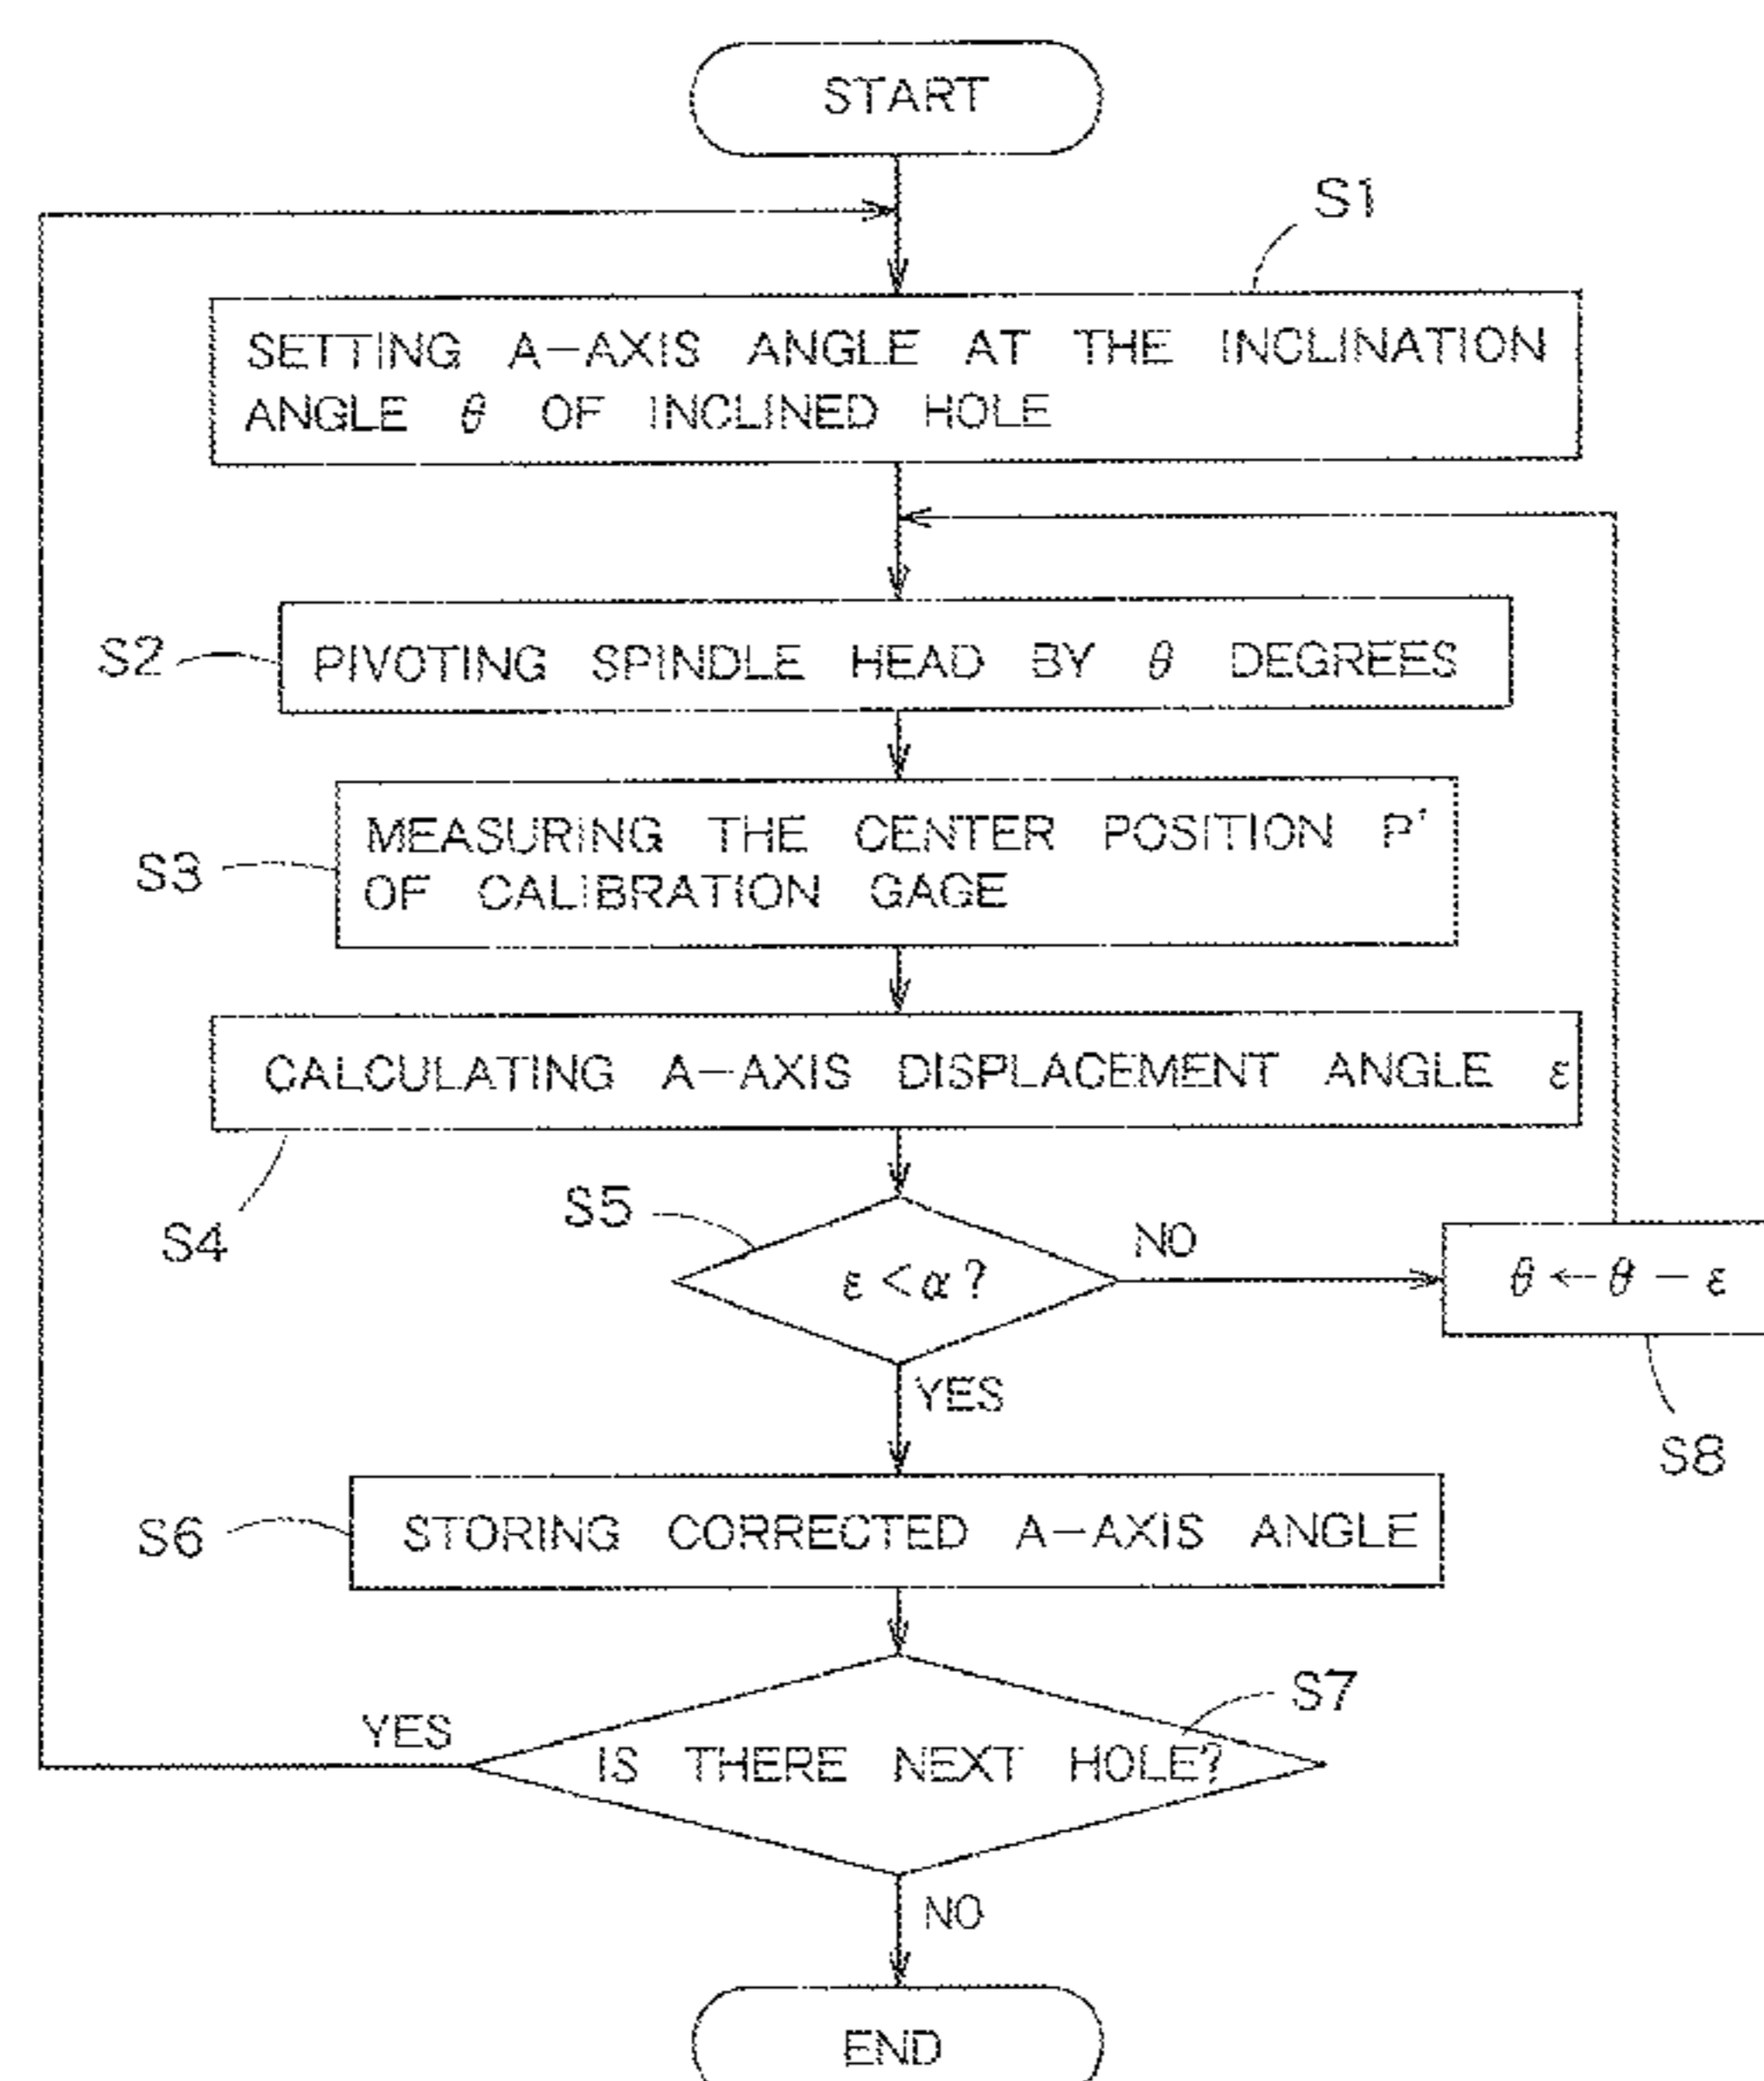 START
S1
SETTING A-AXIS ANGLE AT THE INCLINATION
ANGLE θ OF INCLINED HOLE
S2
PIVOTING SPINDLE HEAD BY θ DEGREES
S3
MEASURING THE CENTER POSITION P'
OF CALIBRATION GAGE
CALCULATING A-AXIS DISPLACEMENT ANGLE ε
S4
S5
ε<α?
NO
θ←θ-ε
S8
YES
S6
STORING CORRECTED A-AXIS ANGLE
S7
YES
IS THERE NEXT HOLE?
NO
END